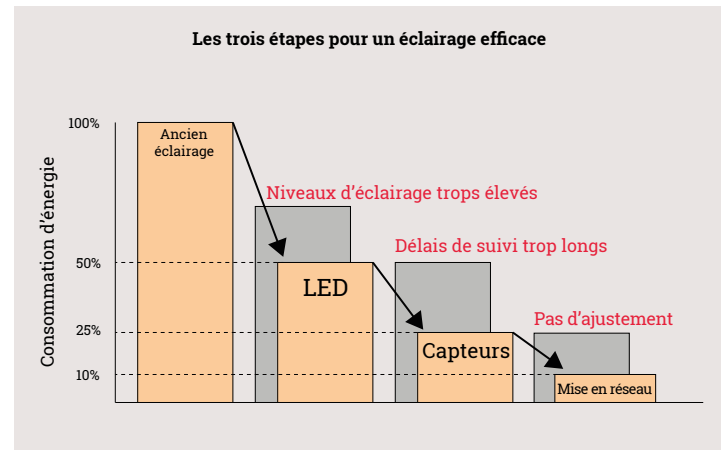 Les trois étapes pour un éclairage efficace
Consommation d'énergie
100%
50%
25%
10%
Ancien
éclairage
Niveaux d'éclairage trops élevés
LED
Délais de suivi trop longs
Capteurs
Pas d'ajustement
Mise en réseau